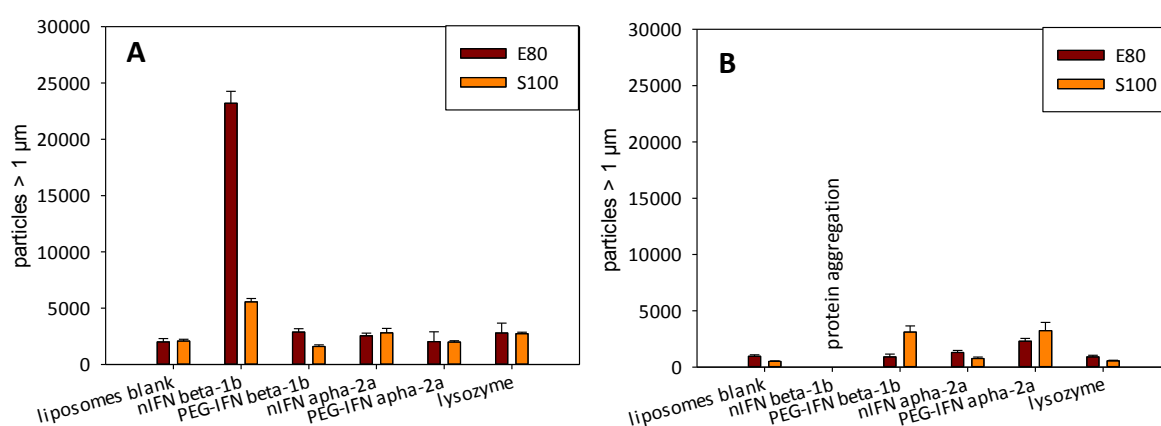 30000
25000
20000
15000
10000
5000
0
particles > 1 µm
A
E80
S100
liposomes blank
nIFN beta-1b
PEG-IFN beta-1b
nIFN apha-2a
PEG-IFN apha-2a
lysozyme
30000
25000
20000
15000
10000
5000
0
particles > 1 µm
B
E80
S100
protein aggregation
liposomes blank
nIFN beta-1b
PEG-IFN beta-1b
nIFN apha-2a
PEG-IFN apha-2a
lysozyme